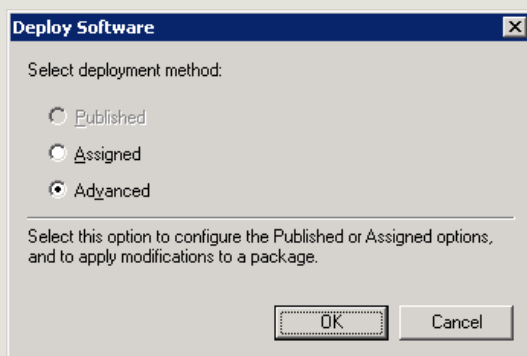 Deploy Software
Select deployment method:
Published
Assigned
Advanced
Select this option to configure the Published or Assigned options,
and to apply modifications to a package.
OK
Cancel